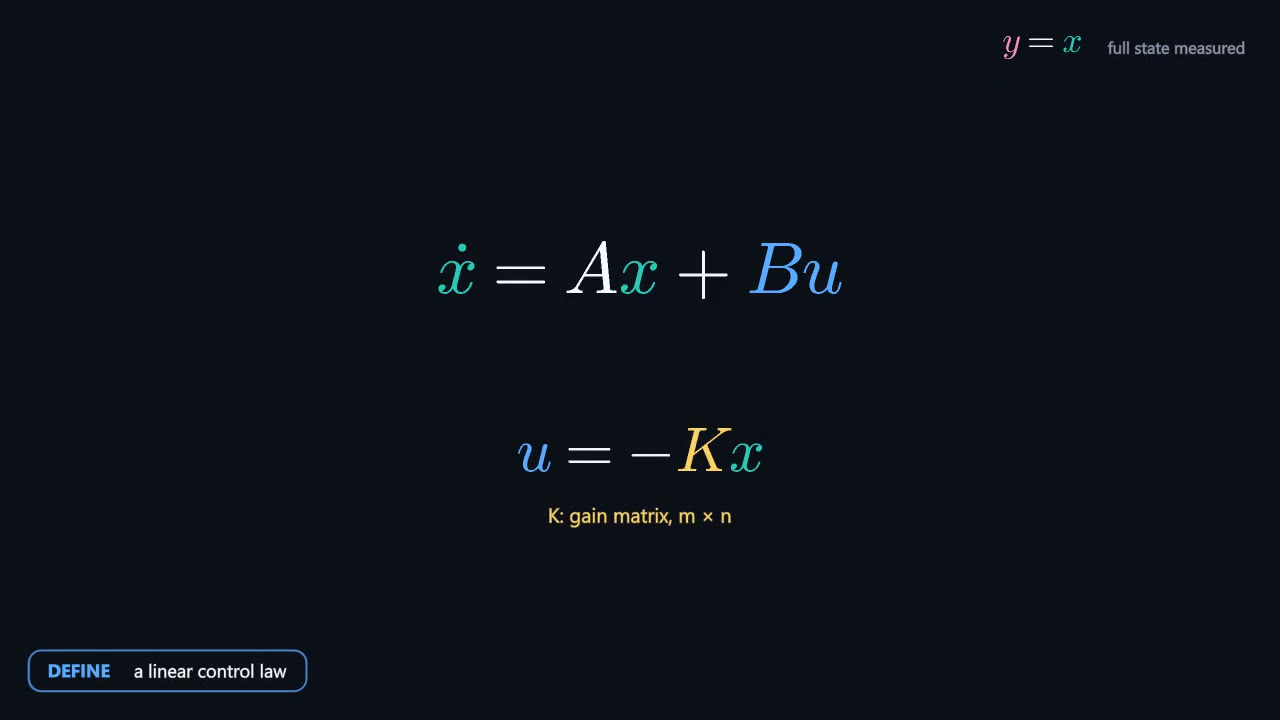 y = x full state measured
ẋ = Ax + Bu
u = −Kx
K: gain matrix, m × n
DEFINE a linear control law